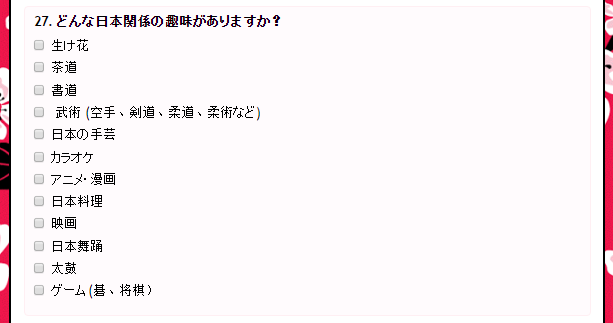 27. どんな日本関係の趣味がありますか?
生け花
茶道
書道
武術 (空手、剣道、柔道、柔術など)
日本の手芸
カラオケ
アニメ・漫画
日本料理
映画
日本舞踊
太鼓
ゲーム (碁、将棋)